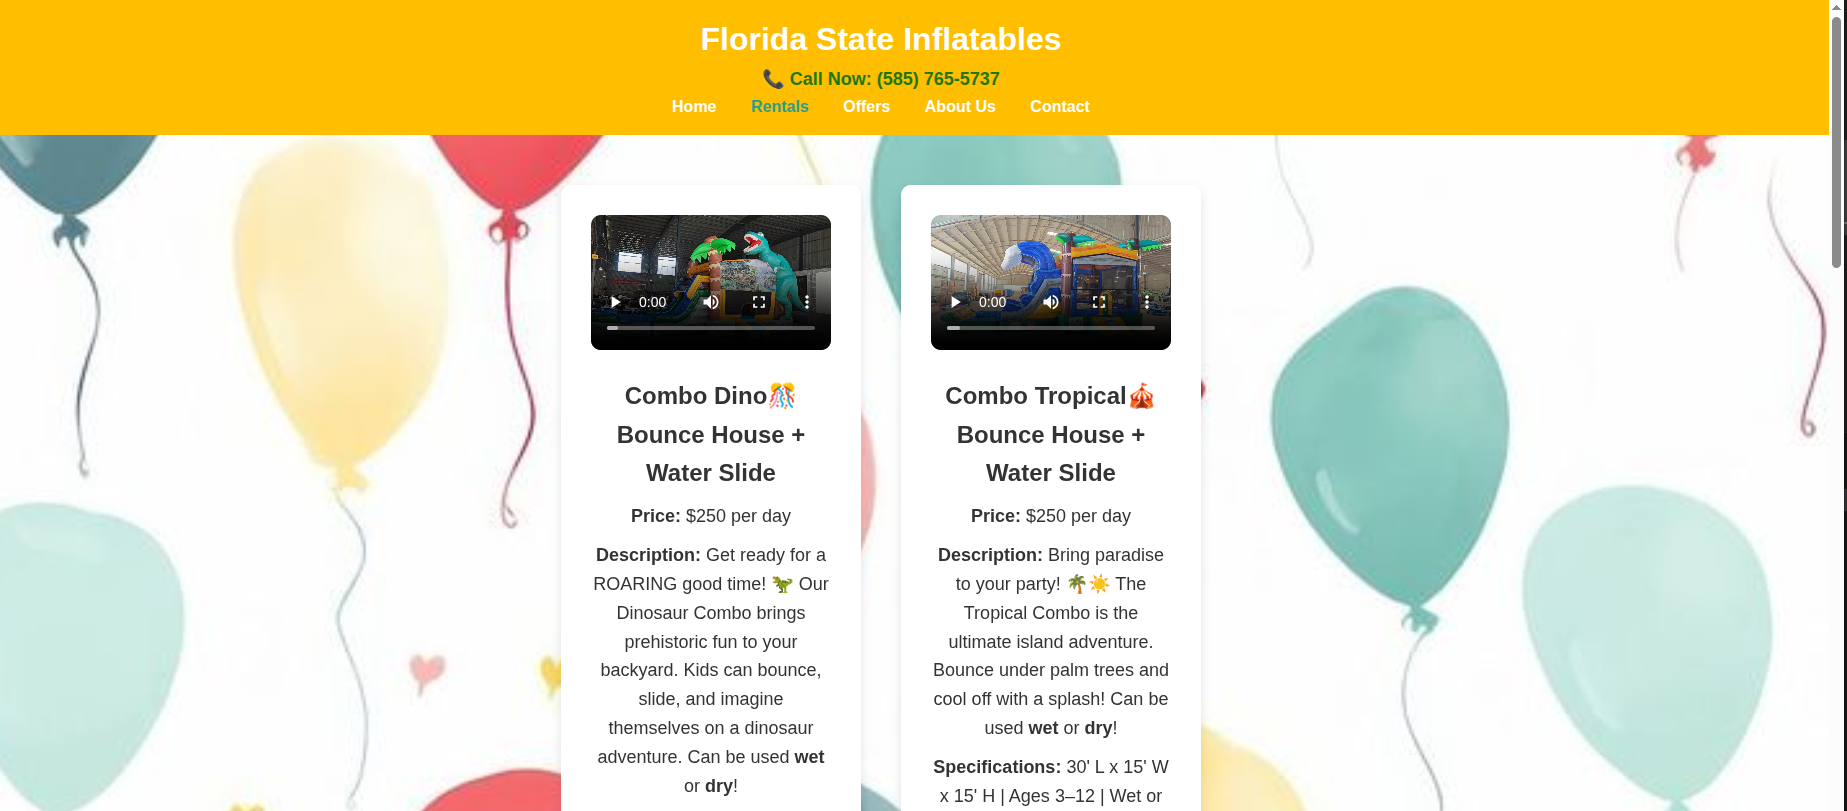 Florida State Inflatables
📞 Call Now: (585) 765-5737
Home Rentals Offers About Us Contact
0:00
0:00
Combo Dino🎊
Bounce House +
Water Slide
Price: $250 per day
Description: Get ready for a
ROARING good time! 🦖 Our
Dinosaur Combo brings
prehistoric fun to your
backyard. Kids can bounce,
slide, and imagine
themselves on a dinosaur
adventure. Can be used wet
or dry!
Combo Tropical🎪
Bounce House +
Water Slide
Price: $250 per day
Description: Bring paradise
to your party! 🌴☀️ The
Tropical Combo is the
ultimate island adventure.
Bounce under palm trees and
cool off with a splash! Can be
used wet or dry!
Specifications: 30' L x 15' W
x 15' H | Ages 3–12 | Wet or